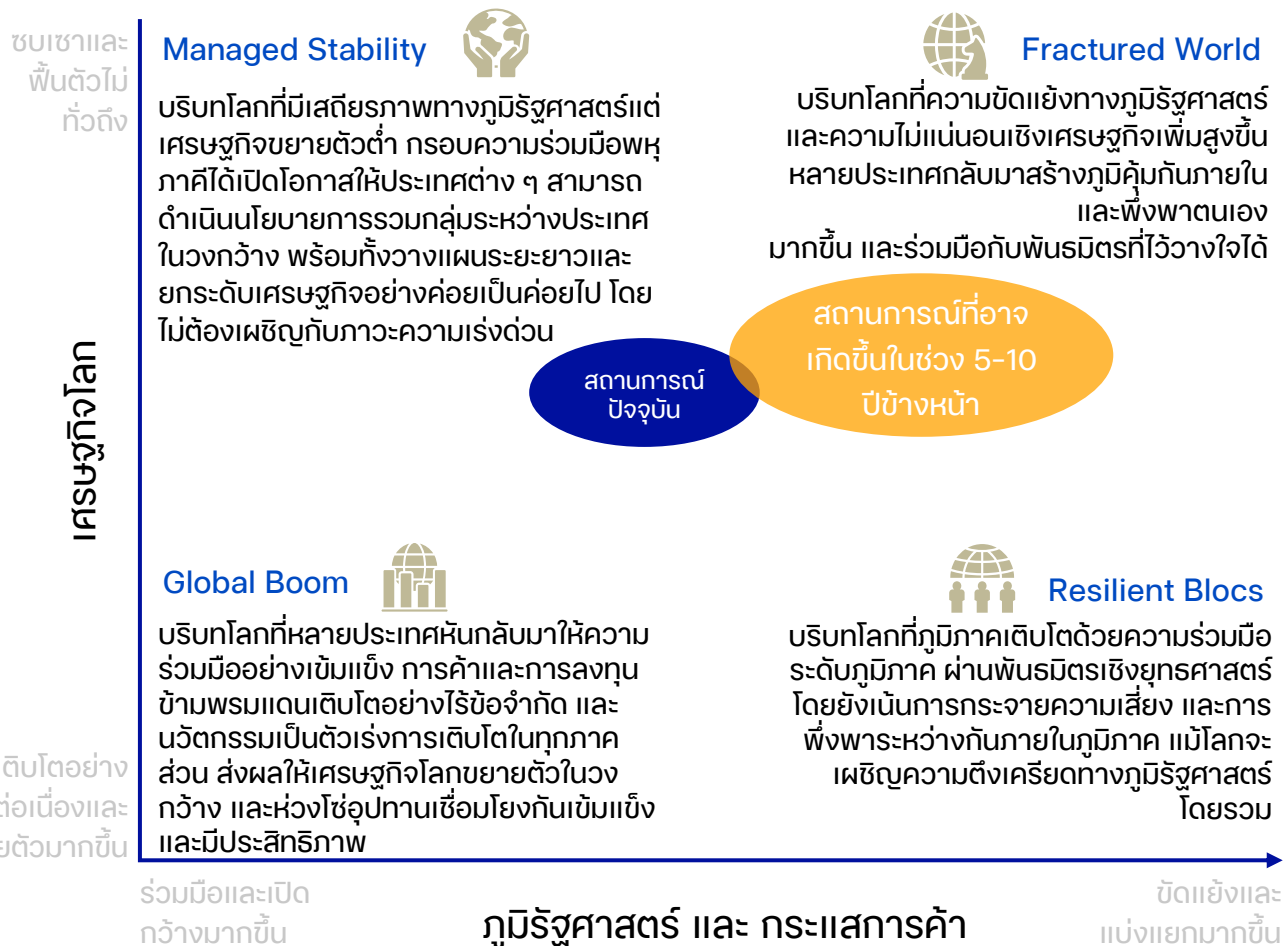 ซบเซาและ
ฟื้นตัวไม่
ทั่วถึง
Managed Stability
บริบทโลกที่มีเสถียรภาพทางภูมิรัฐศาสตร์แต่
เศรษฐกิจขยายตัวต่ำ กรอบความร่วมมือพหุ
ภาคีได้เปิดโอกาสให้ประเทศต่าง ๆ สามารถ
ดำเนินนโยบายการรวมกลุ่มระหว่างประเทศ
ในวงกว้าง พร้อมทั้งวางแผนระยะยาวและ
ยกระดับเศรษฐกิจอย่างค่อยเป็นค่อยไป โดย
ไม่ต้องเผชิญกับภาวะความเร่งด่วน
Fractured World
บริบทโลกที่ความขัดแย้งทางภูมิรัฐศาสตร์
และความไม่แน่นอนเชิงเศรษฐกิจเพิ่มสูงขึ้น
หลายประเทศกลับมาสร้างภูมิคุ้มกันภายใน
และพึ่งพาตนเอง
มากขึ้น และร่วมมือกับพันธมิตรที่ไว้วางใจได้
สถานการณ์
ปัจจุบัน
สถานการณ์ที่อาจ
เกิดขึ้นในช่วง 5-10
ปีข้างหน้า
เศรษฐกิจโลก
Global Boom
บริบทโลกที่หลายประเทศหันกลับมาให้ความ
ร่วมมืออย่างเข้มแข็ง การค้าและการลงทุน
ข้ามพรมแดนเติบโตอย่างไร้ข้อจำกัด และ
นวัตกรรมเป็นตัวเร่งการเติบโตในทุกภาค
ส่วน ส่งผลให้เศรษฐกิจโลกขยายตัวในวง
กว้าง และห่วงโซ่อุปทานเชื่อมโยงกันเข้มแข็ง
และมีประสิทธิภาพ
Resilient Blocs
บริบทโลกที่ภูมิภาคเติบโตด้วยความร่วมมือ
ระดับภูมิภาค ผ่านพันธมิตรเชิงยุทธศาสตร์
โดยยังเน้นการกระจายความเสี่ยง และการ
พึ่งพาระหว่างกันภายในภูมิภาค แม้โลกจะ
เผชิญความตึงเครียดทางภูมิรัฐศาสตร์
โดยรวม
ติบโตอย่าง
ต่อเนื่องและ
ยตัวมากขึ้น
ร่วมมือและเปิด
กว้างมากขึ้น
ภูมิรัฐศาสตร์ และ กระแสการค้า
ขัดแย้งและ
แบ่งแยกมากขึ้น